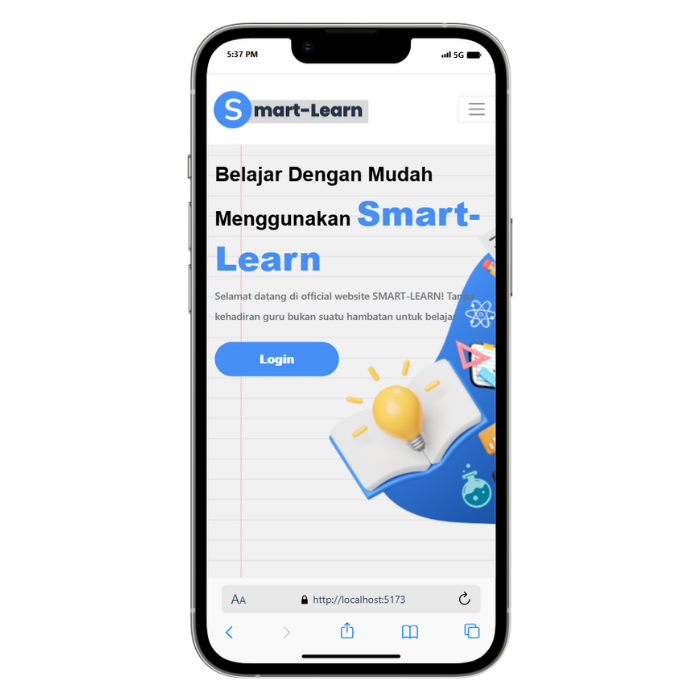 5:37 PM 5G
Smart-Learn
Belajar Dengan Mudah
Menggunakan Smart-
Learn
Selamat datang di official website SMART-LEARN! Tanpa
kehadiran guru bukan suatu hambatan untuk belajar
Login
AA http://localhost:5173